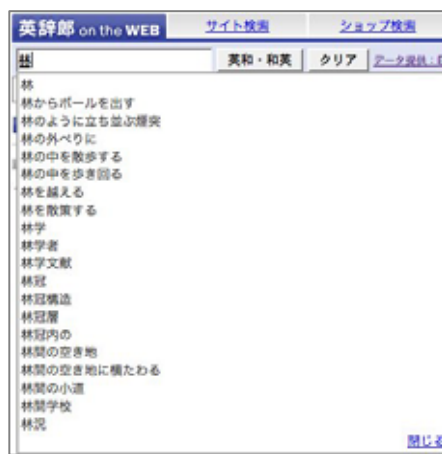 英辞郎 on the WEB サイト検索 ショップ検索
林 英和・和英 クリア データ提供：
林
林からボールを出す
林のように立ち並ぶ煙突
林の外べりに
林の中を散歩する
林の中を歩き回る
林を越える
林を散策する
林学
林学者
林学文献
林冠
林冠構造
林冠層
林冠内の
林間の空き地
林間の空き地に横たわる
林間の小道
林間学校
林況
閉じる